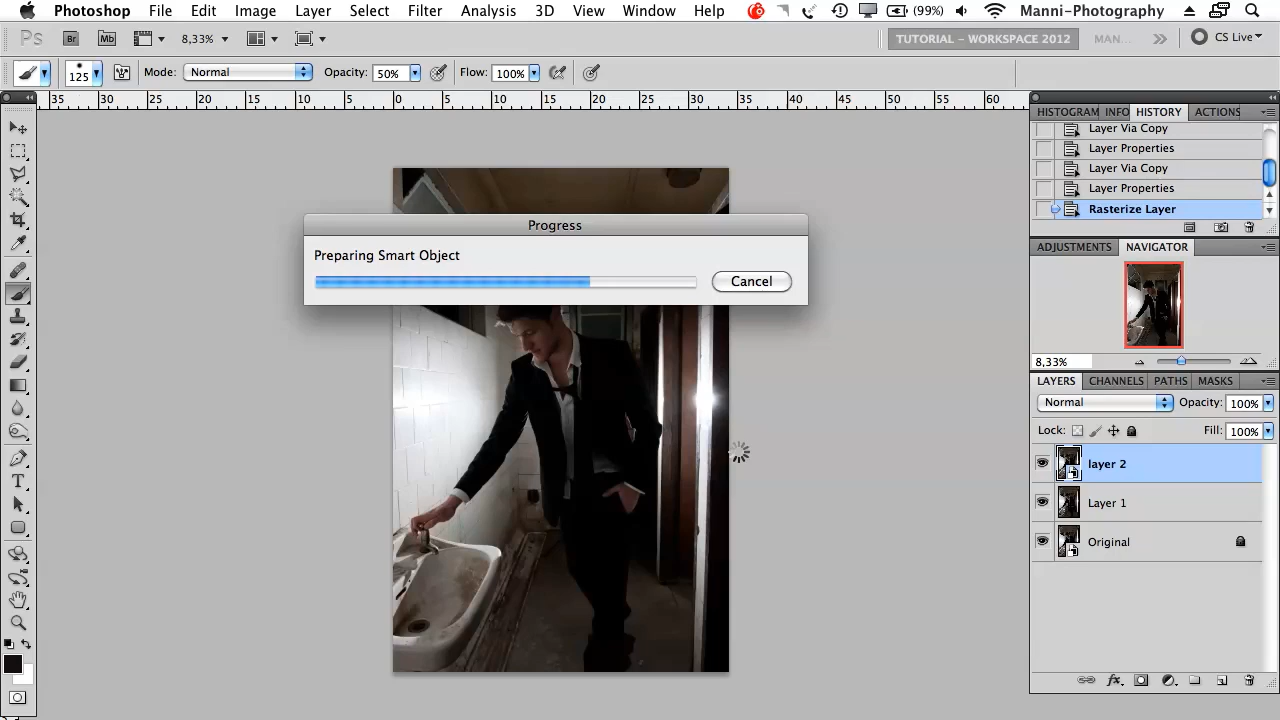 Photoshop File Edit Image Layer Select Filter Analysis 3D View Window Help (99%) Manni-Photography
Ps Br Mb 8,33% TUTORIAL - WORKSPACE 2012 MAN... CS Live
125 Mode: Normal Opacity: 50% Flow: 100%
35 30 25 20 15 10 5 0 5 10 15 20 25 30 35 40 45 50 55 60
HISTOGRAM INFO HISTORY ACTIONS
Layer Via Copy
Layer Properties
Layer Via Copy
Layer Properties
Rasterize Layer
Progress
Preparing Smart Object
Cancel
ADJUSTMENTS NAVIGATOR
8,33%
LAYERS CHANNELS PATHS MASKS
Normal Opacity: 100%
Lock: Fill: 100%
layer 2
Layer 1
Original
T
fx